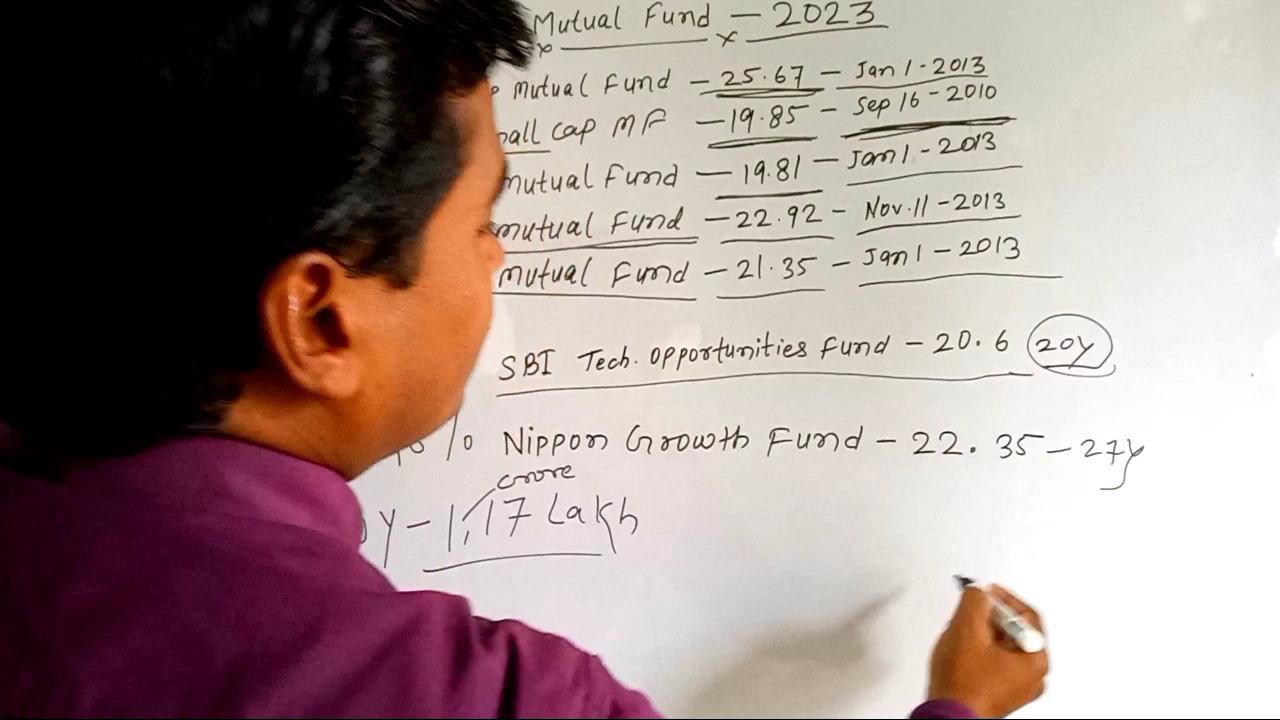 Mutual Fund - 2023
x x
Mutual Fund - 25.67 - Jan 1 - 2013
Cap MF - 19.85 - Sep 16 - 2010
Mutual Fund - 19.81 - Jan 1 - 2013
Mutual Fund - 22.92 - Nov. 11 - 2013
Mutual Fund - 21.35 - Jan 1 - 2013
SBI Tech. Opportunities Fund - 20.6 20y
% Nippon Growth Fund - 22.35 - 27y
crore
y - 1,17 Lakh